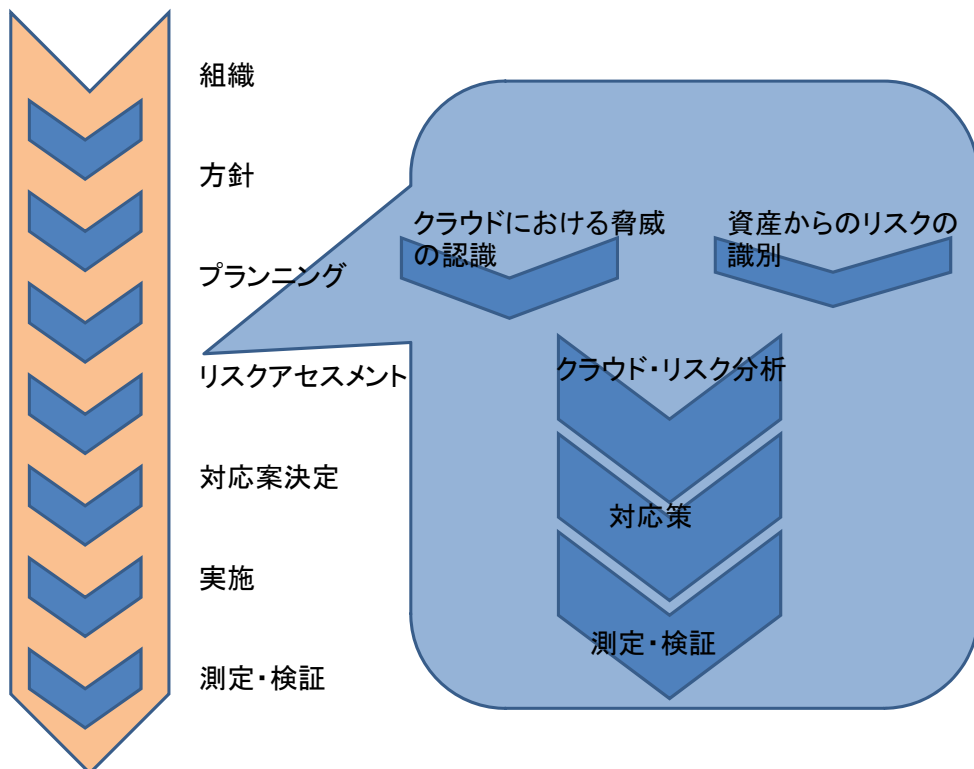 組織
方針
プランニング
リスクアセスメント
対応案決定
実施
測定・検証
クラウドにおける脅威
の認識
資産からのリスクの
識別
クラウド・リスク分析
対応策
測定・検証